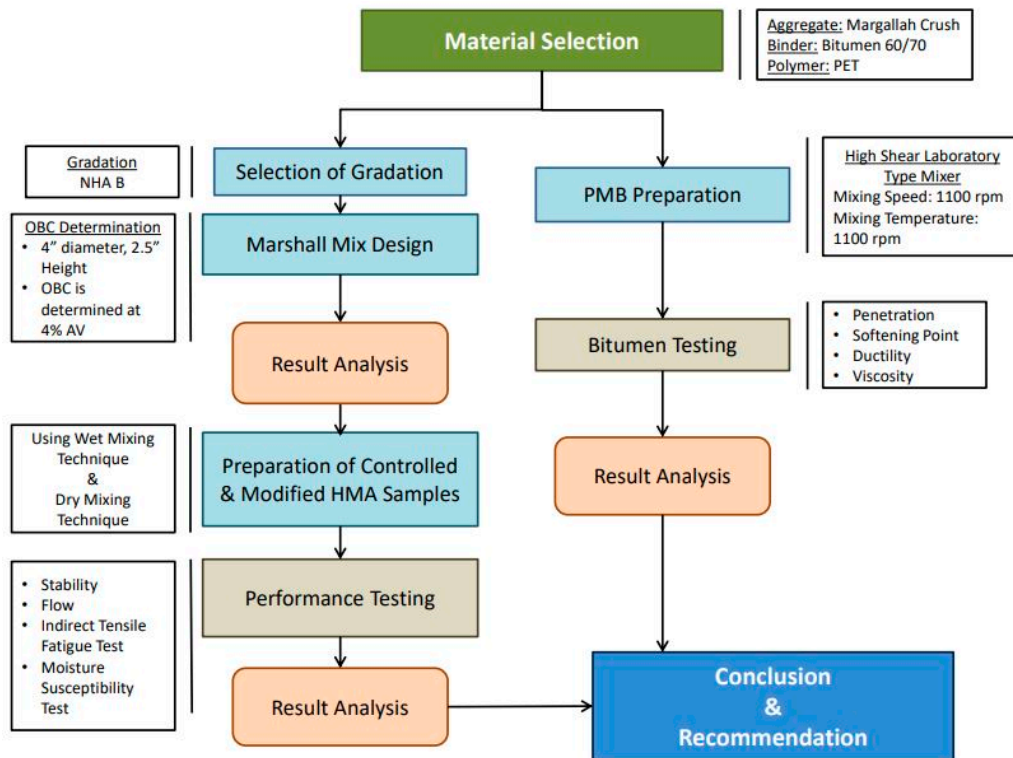 Material Selection
Aggregate: Margallah Crush
Binder: Bitumen 60/70
Polymer: PET
Gradation
NHA B
Selection of Gradation
PMB Preparation
High Shear Laboratory
Type Mixer
Mixing Speed: 1100 rpm
Mixing Temperature:
1100 rpm
OBC Determination
• 4” diameter, 2.5”
Height
• OBC is
determined at
4% AV
Marshall Mix Design
Result Analysis
Bitumen Testing
• Penetration
• Softening Point
• Ductility
• Viscosity
Using Wet Mixing
Technique
&
Dry Mixing
Technique
Preparation of Controlled
& Modified HMA Samples
Result Analysis
• Stability
• Flow
• Indirect Tensile
Fatigue Test
• Moisture
Susceptibility
Test
Performance Testing
Result Analysis
Conclusion
&
Recommendation